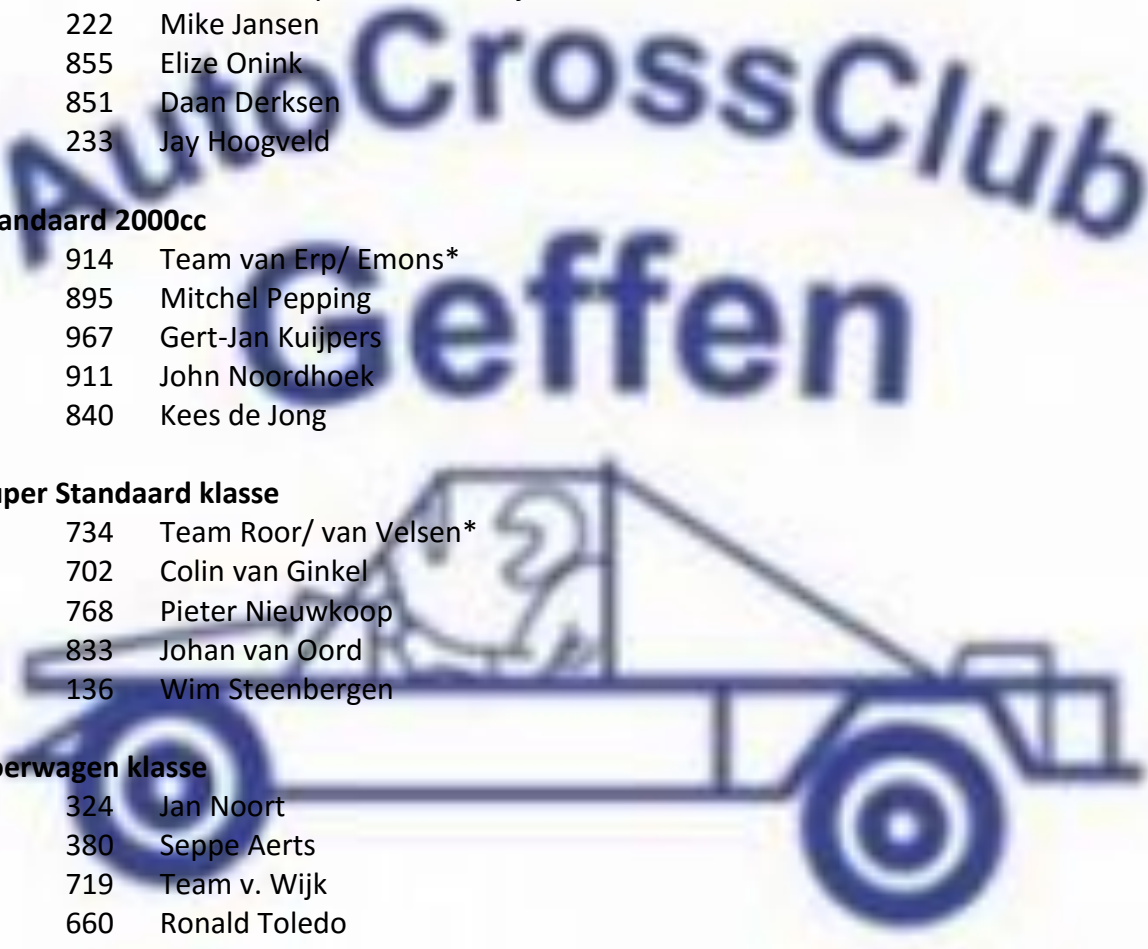 222 Mike Jansen
855 Elize Onink
851 Daan Derksen
233 Jay Hoogveld
AutoCrossClub
Geffen
andaard 2000cc
914 Team van Erp/ Emons*
895 Mitchel Pepping
967 Gert-Jan Kuijpers
911 John Noordhoek
840 Kees de Jong
uper Standaard klasse
734 Team Roor/ van Velsen*
702 Colin van Ginkel
768 Pieter Nieuwkoop
833 Johan van Oord
136 Wim Steenbergen
perwagen klasse
324 Jan Noort
380 Seppe Aerts
719 Team v. Wijk
660 Ronald Toledo